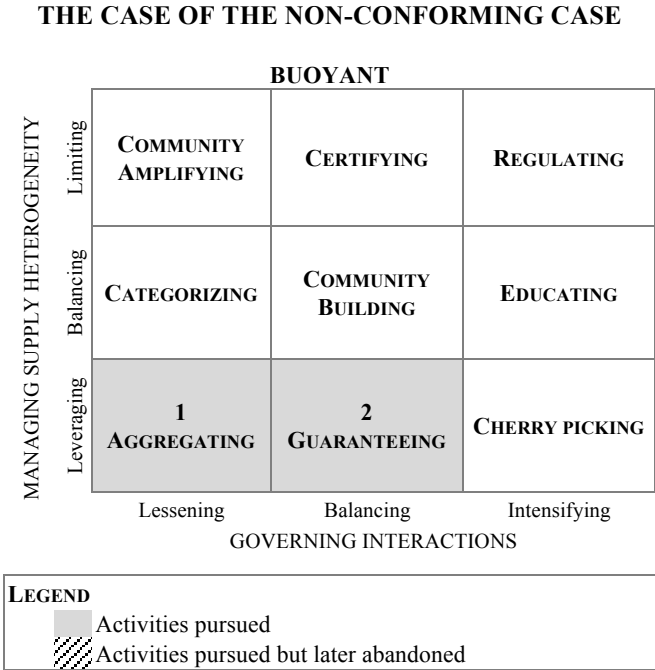 THE CASE OF THE NON-CONFORMING CASE
BUOYANT
MANAGING SUPPLY HETEROGENEITY
Limiting
COMMUNITY
AMPLIFYING
CERTIFYING
REGULATING
Balancing
CATEGORIZING
COMMUNITY
BUILDING
EDUCATING
Leveraging
1
AGGREGATING
2
GUARANTEEING
CHERRY PICKING
Lessening
Balancing
Intensifying
GOVERNING INTERACTIONS
LEGEND
Activities pursued
Activities pursued but later abandoned